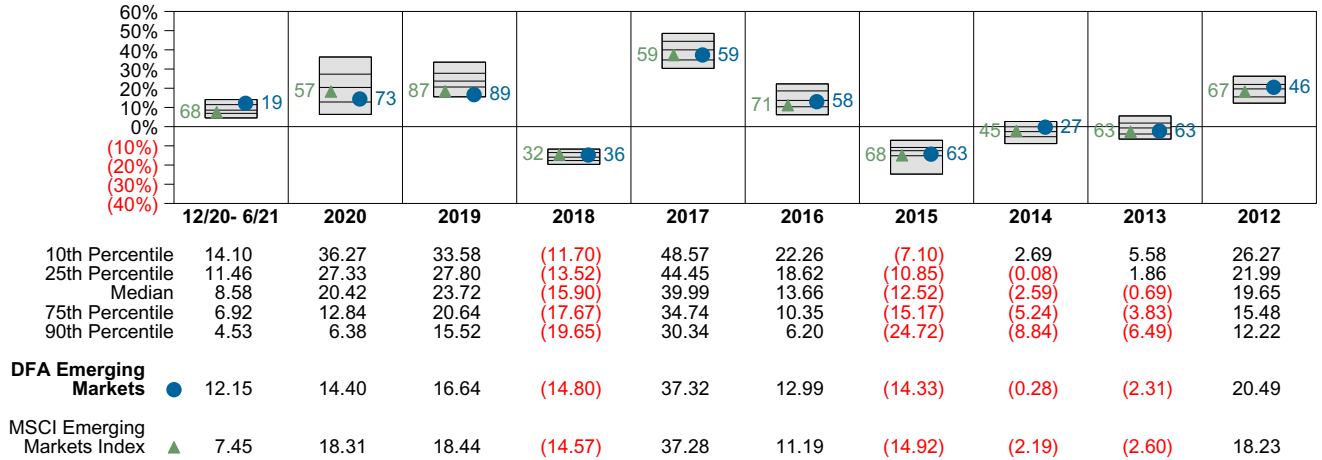 60%
50%
40%
30%
20%
10%
0%
(10%)
(20%)
(30%)
(40%)
68 19
57 73
87 89
32 36
59 59
71 58
68 63
45 27
63 63
67 46
12/20- 6/21 2020 2019 2018 2017 2016 2015 2014 2013 2012
10th Percentile 14.10 36.27 33.58 (11.70) 48.57 22.26 (7.10) 2.69 5.58 26.27
25th Percentile 11.46 27.33 27.80 (13.52) 44.45 18.62 (10.85) (0.08) 1.86 21.99
Median 8.58 20.42 23.72 (15.90) 39.99 13.66 (12.52) (2.59) (0.69) 19.65
75th Percentile 6.92 12.84 20.64 (17.67) 34.74 10.35 (15.17) (5.24) (3.83) 15.48
90th Percentile 4.53 6.38 15.52 (19.65) 30.34 6.20 (24.72) (8.84) (6.49) 12.22
DFA Emerging
Markets 12.15 14.40 16.64 (14.80) 37.32 12.99 (14.33) (0.28) (2.31) 20.49
MSCI Emerging
Markets Index 7.45 18.31 18.44 (14.57) 37.28 11.19 (14.92) (2.19) (2.60) 18.23